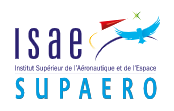 isae
Institut Supérieur de l'Aéronautique et de l'Espace
SUPAERO